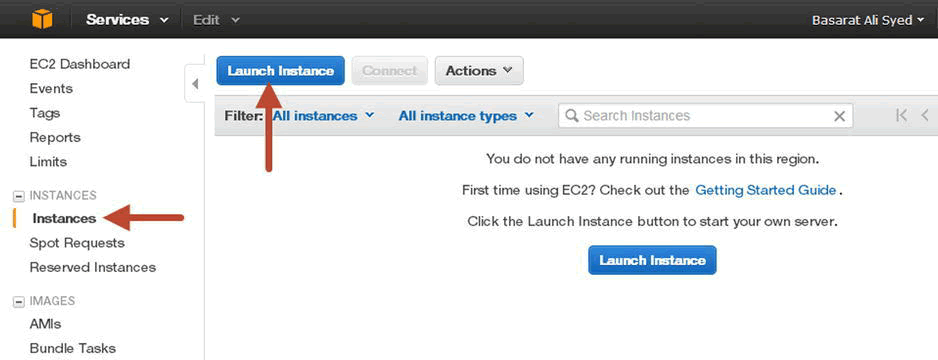 Services Edit Basarat Ali Syed
EC2 Dashboard
Events
Tags
Reports
Limits
INSTANCES
Instances
Spot Requests
Reserved Instances
IMAGES
AMIs
Bundle Tasks
Launch Instance Connect Actions
Filter: All instances All instance types Search Instances
You do not have any running instances in this region.
First time using EC2? Check out the Getting Started Guide .
Click the Launch Instance button to start your own server.
Launch Instance